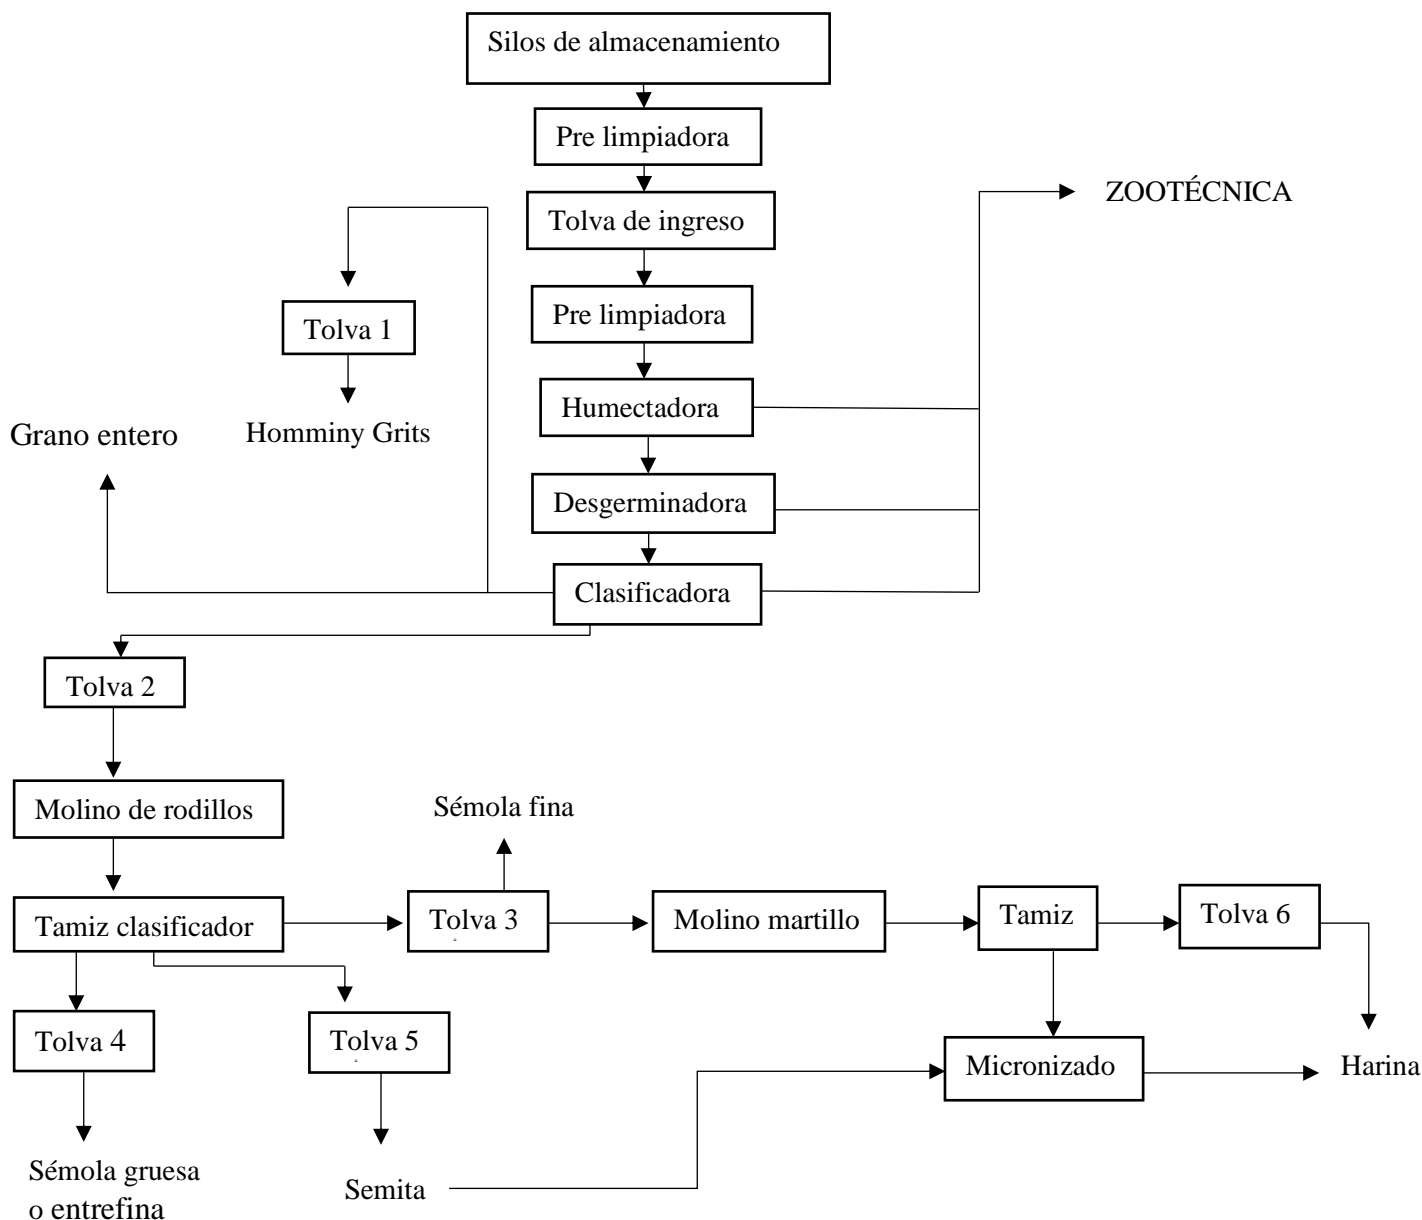 Silos de almacenamiento
Pre limpiadora
ZOOTÉCNICA
Tolva de ingreso
Pre limpiadora
Tolva 1
Humectadora
Grano entero
Homminy Grits
Desgerminadora
Clasificadora
Tolva 2
Molino de rodillos
Sémola fina
Tamiz clasificador
Tolva 3
Molino martillo
Tamiz
Tolva 6
Tolva 4
Tolva 5
Micronizado
Harina
Sémola gruesa
o entrefina
Semita